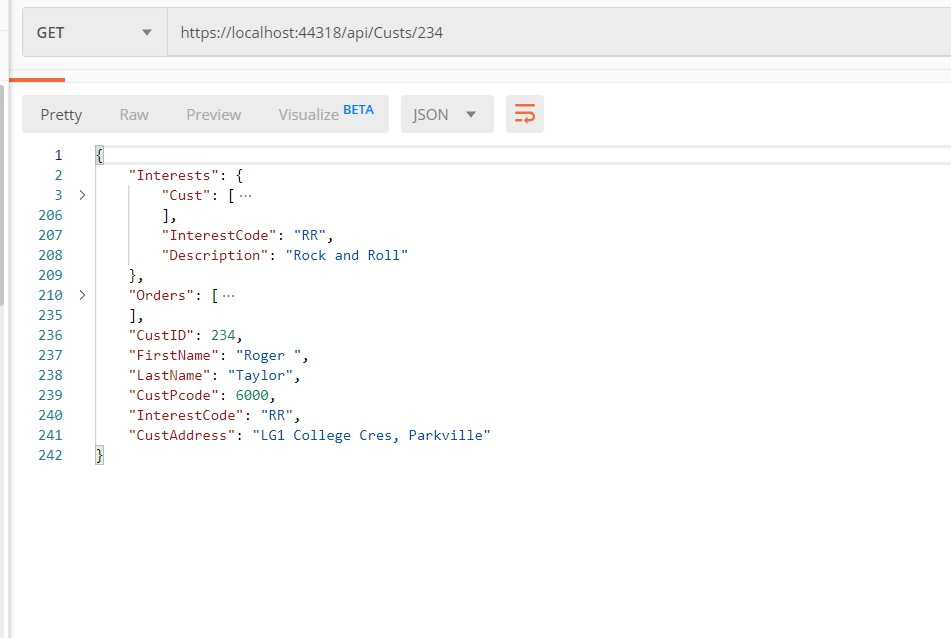 GET https://localhost:44318/api/Custs/234
Pretty Raw Preview Visualize BETA JSON
1 {
2 "Interests": {
3 "Cust": [ ···
206 ],
207 "InterestCode": "RR",
208 "Description": "Rock and Roll"
209 },
210 "Orders": [ ···
235 ],
236 "CustID": 234,
237 "FirstName": "Roger ",
238 "LastName": "Taylor",
239 "CustPcode": 6000,
240 "InterestCode": "RR",
241 "CustAddress": "LG1 College Cres, Parkville"
242 }